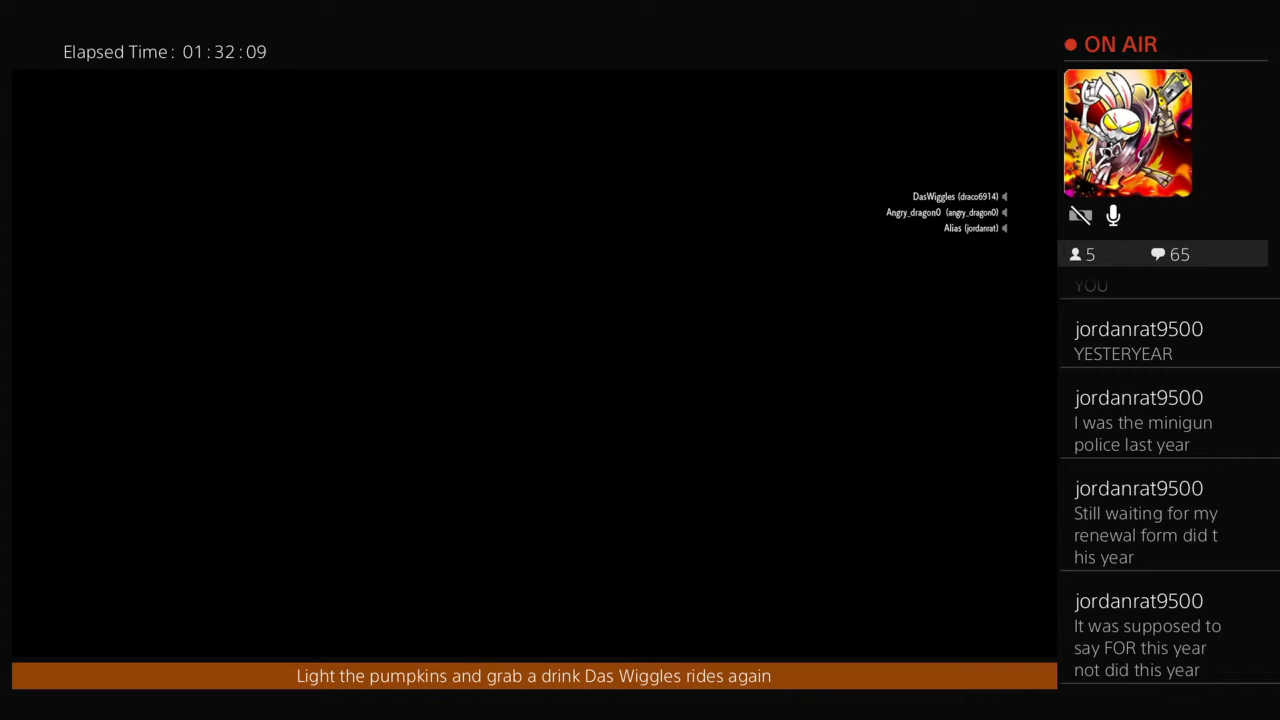 Elapsed Time: 01:32:09
ON AIR
DasWiggles (draco6914)
Angry_dragon0 (angry_dragon0)
Alias (jordanrat)
5 65
YOU
jordanrat9500
YESTERYEAR
jordanrat9500
I was the minigun
police last year
jordanrat9500
Still waiting for my
renewal form did t
his year
jordanrat9500
It was supposed to
say FOR this year
not did this year
Light the pumpkins and grab a drink Das Wiggles rides again